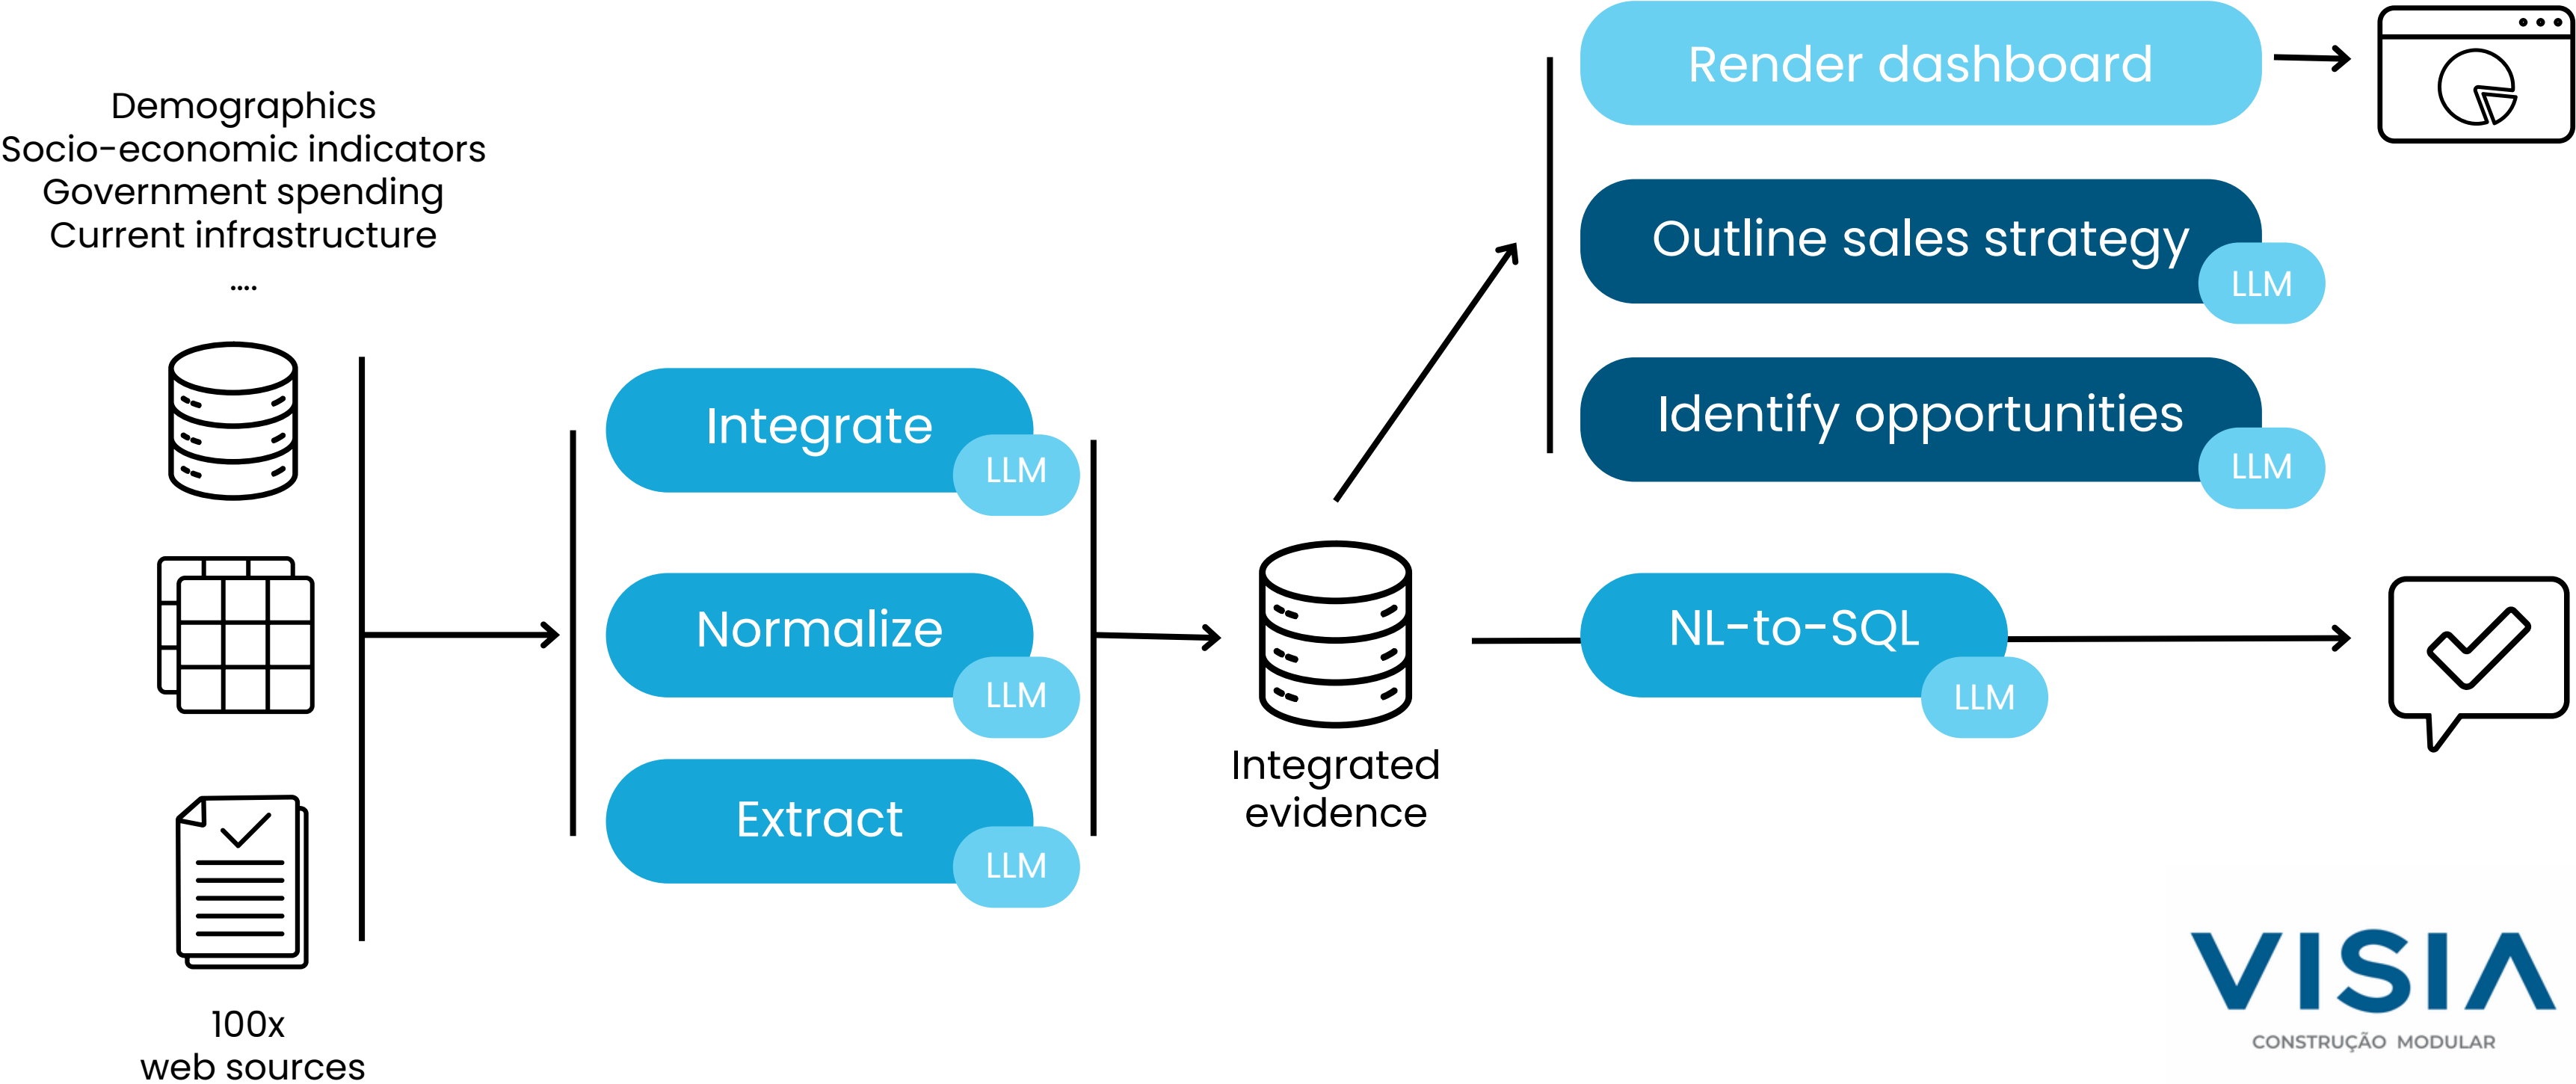 Demographics
Socio-economic indicators
Government spending
Current infrastructure
....
100x
web sources
Integrate
LLM
Normalize
LLM
Extract
LLM
Integrated
evidence
Render dashboard
Outline sales strategy
LLM
Identify opportunities
LLM
NL-to-SQL
LLM
VISIA
CONSTRUÇÃO MODULAR